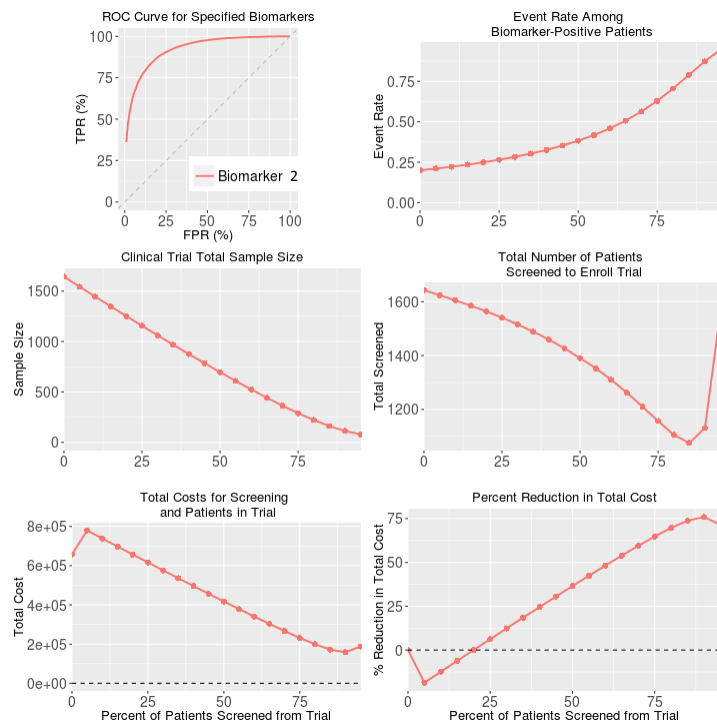 ROC Curve for Specified Biomarkers
100
75
50
25
0
TPR (%)
Biomarker 2
0 25 50 75 100
FPR (%)
Event Rate Among
Biomarker-Positive Patients
0.75
0.50
0.25
0.00
Event Rate
0 25 50 75
Clinical Trial Total Sample Size
1500
1000
500
0
Sample Size
0 25 50 75
Total Number of Patients
Screened to Enroll Trial
1600
1400
1200
Total Screened
0 25 50 75
Total Costs for Screening
and Patients in Trial
8e+05
6e+05
4e+05
2e+05
0e+00
Total Cost
0 25 50 75
Percent of Patients Screened from Trial
Percent Reduction in Total Cost
75
50
25
0
% Reduction in Total Cost
0 25 50 75
Percent of Patients Screened from Trial